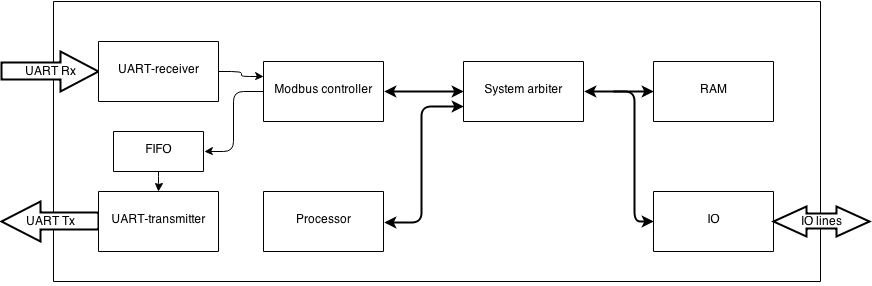 UART Rx
UART-receiver
Modbus controller
System arbiter
RAM
FIFO
UART Tx
UART-transmitter
Processor
IO
IO lines